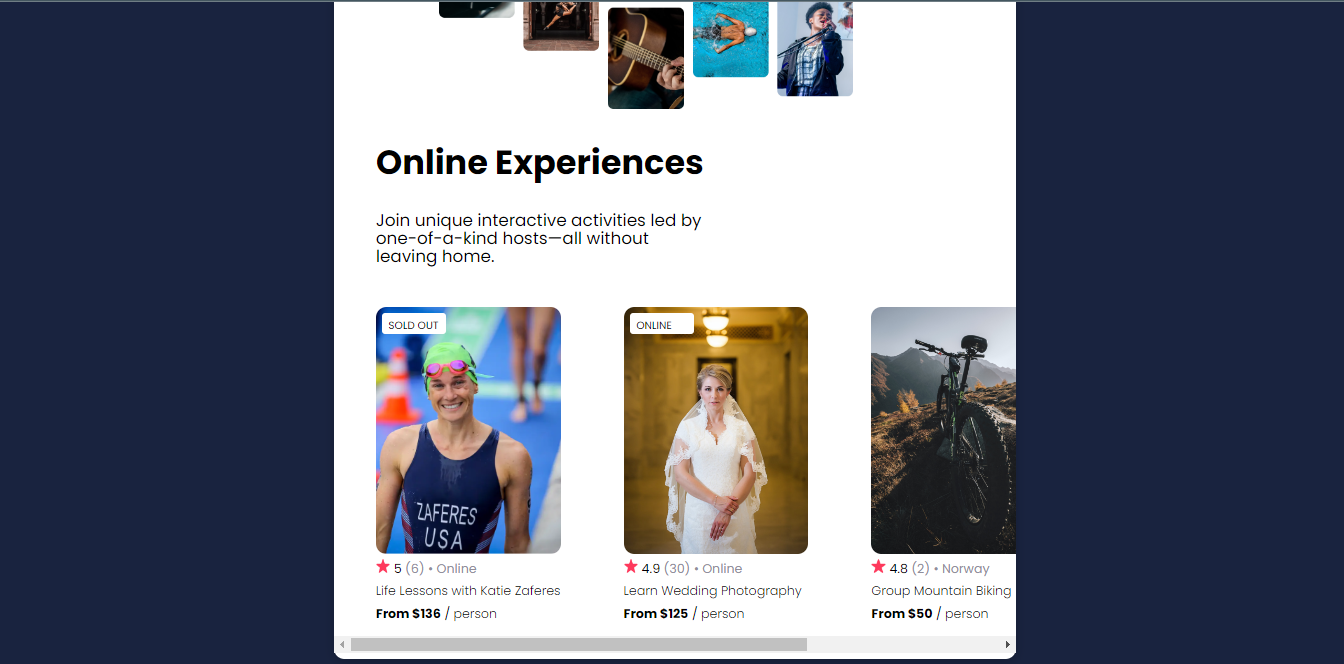 Online Experiences
Join unique interactive activities led by
one-of-a-kind hosts—all without
leaving home.
SOLD OUT
ONLINE
ZAFERES
USA
5 (6) • Online
4.9 (30) • Online
4.8 (2) • Norway
Life Lessons with Katie Zaferes
Learn Wedding Photography
Group Mountain Biking
From $136 / person
From $125 / person
From $50 / person